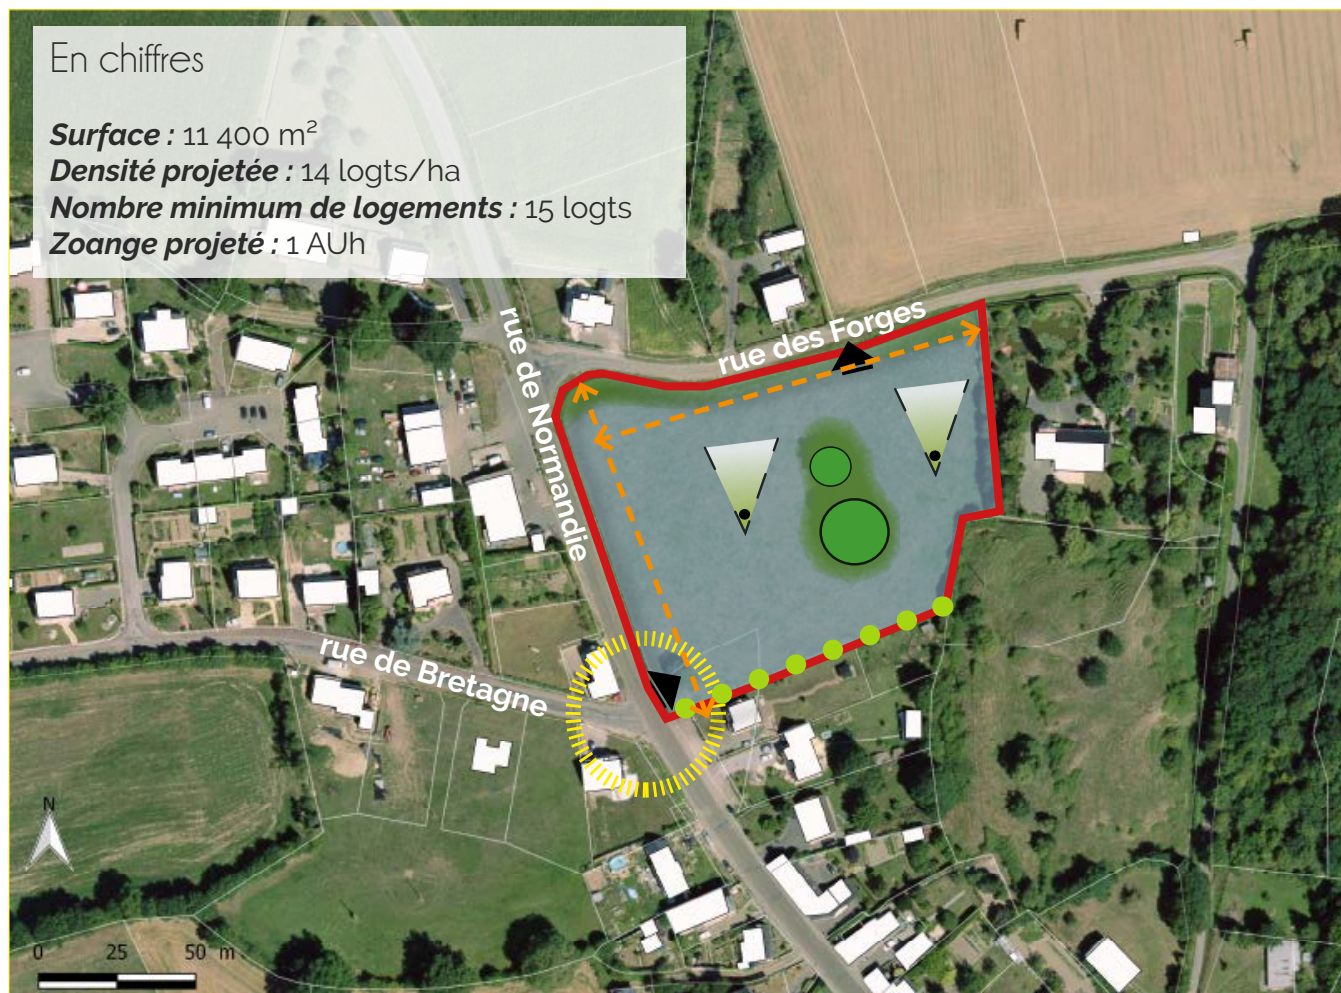 En chiffres
Surface : 11 400 m²
Densité projetée : 14 logts/ha
Nombre minimum de logements : 15 logts
Zoange projeté : 1 AUh
rue de Normandie
rue des Forges
rue de Bretagne
N
0 25 50 m